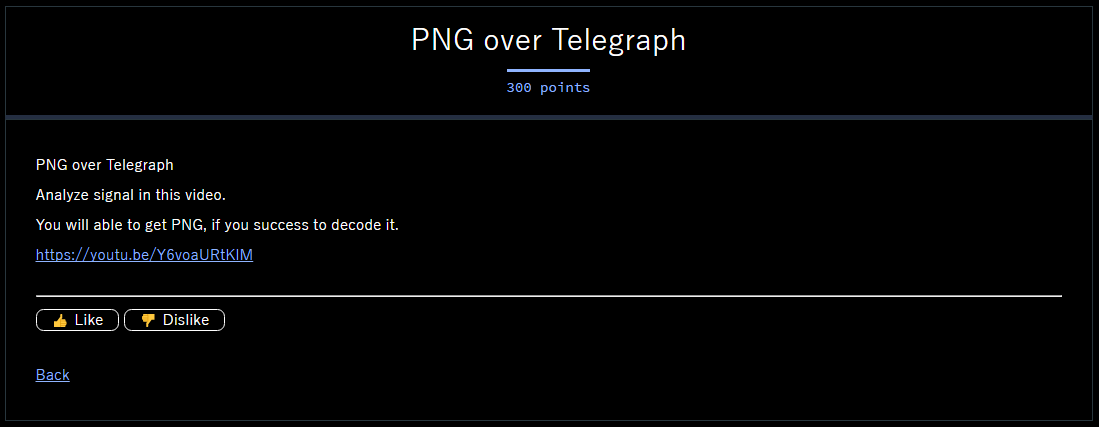 PNG over Telegraph
300 points
PNG over Telegraph
Analyze signal in this video.
You will able to get PNG, if you success to decode it.
https://youtu.be/Y6voaURtKlM
👍 Like 👎 Dislike
Back